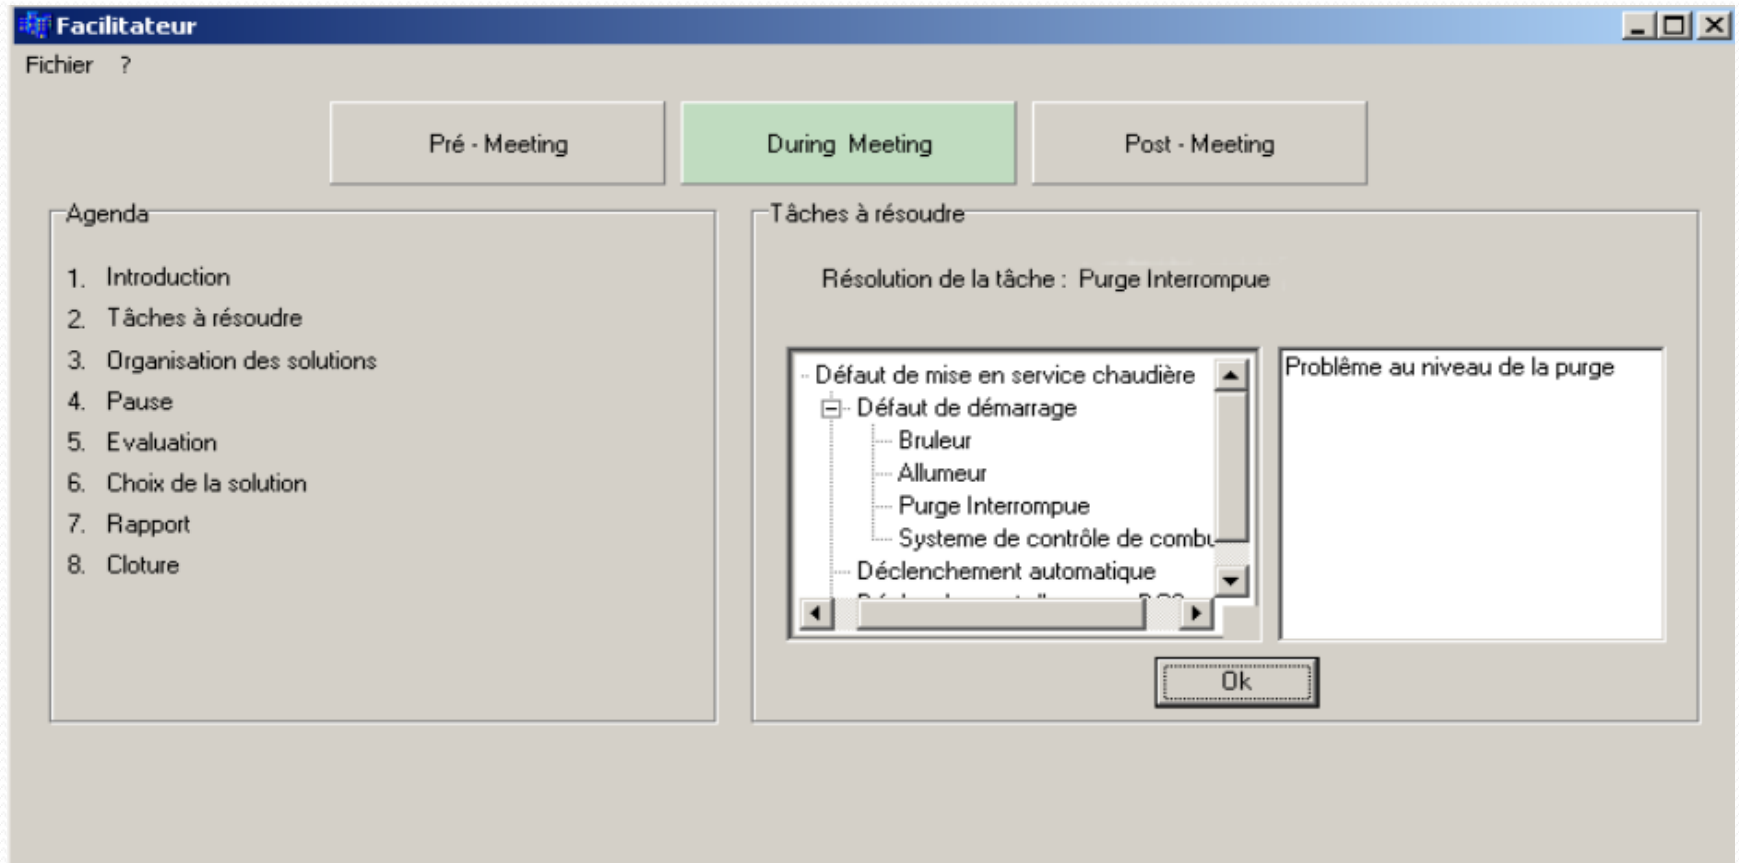 Facilitateur
Fichier ?
Pré - Meeting
During Meeting
Post - Meeting
Agenda
1. Introduction
2. Tâches à résoudre
3. Organisation des solutions
4. Pause
5. Evaluation
6. Choix de la solution
7. Rapport
8. Cloture
Tâches à résoudre
Résolution de la tâche : Purge Interrompue
Défaut de mise en service chaudière
Défaut de démarrage
Bruleur
Allumeur
Purge Interrompue
Systeme de contrôle de combu
Déclenchement automatique
Problême au niveau de la purge
Ok